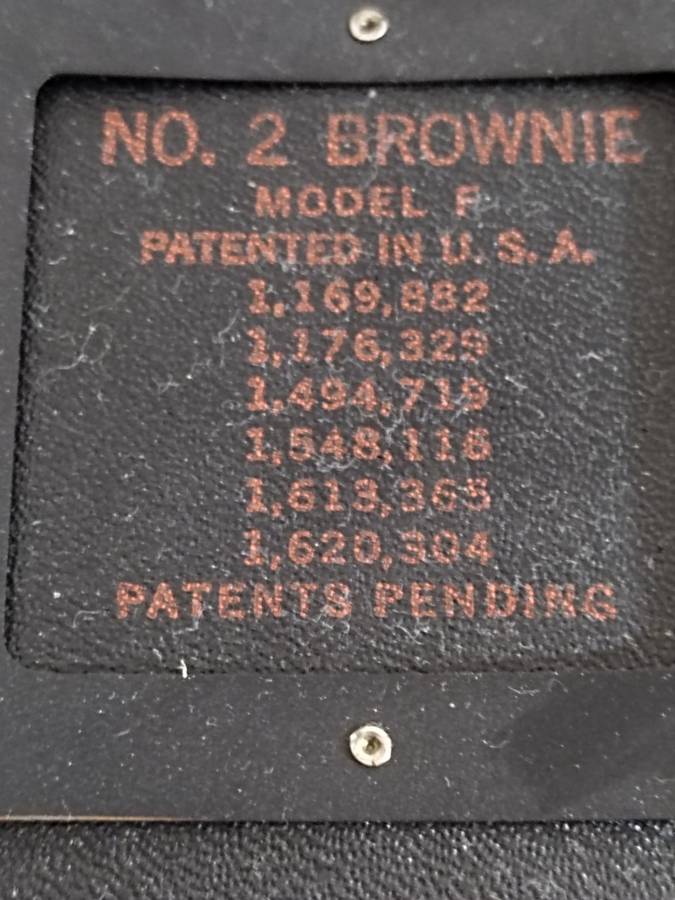 NO. 2 BROWNIE
MODEL F
PATENTED IN U. S. A.
1,169,882
1,176,329
1,494,719
1,548,116
1,613,365
1,620,304
PATENTS PENDING